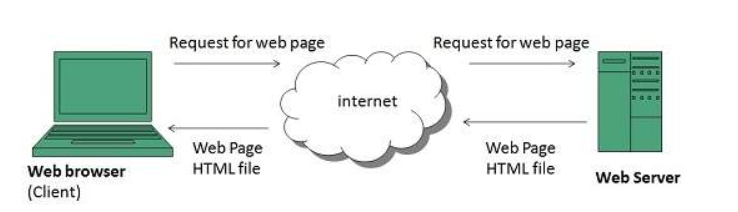 Request for web page
Request for web page
internet
Web Page
HTML file
Web Page
HTML file
Web browser
(Client)
Web Server